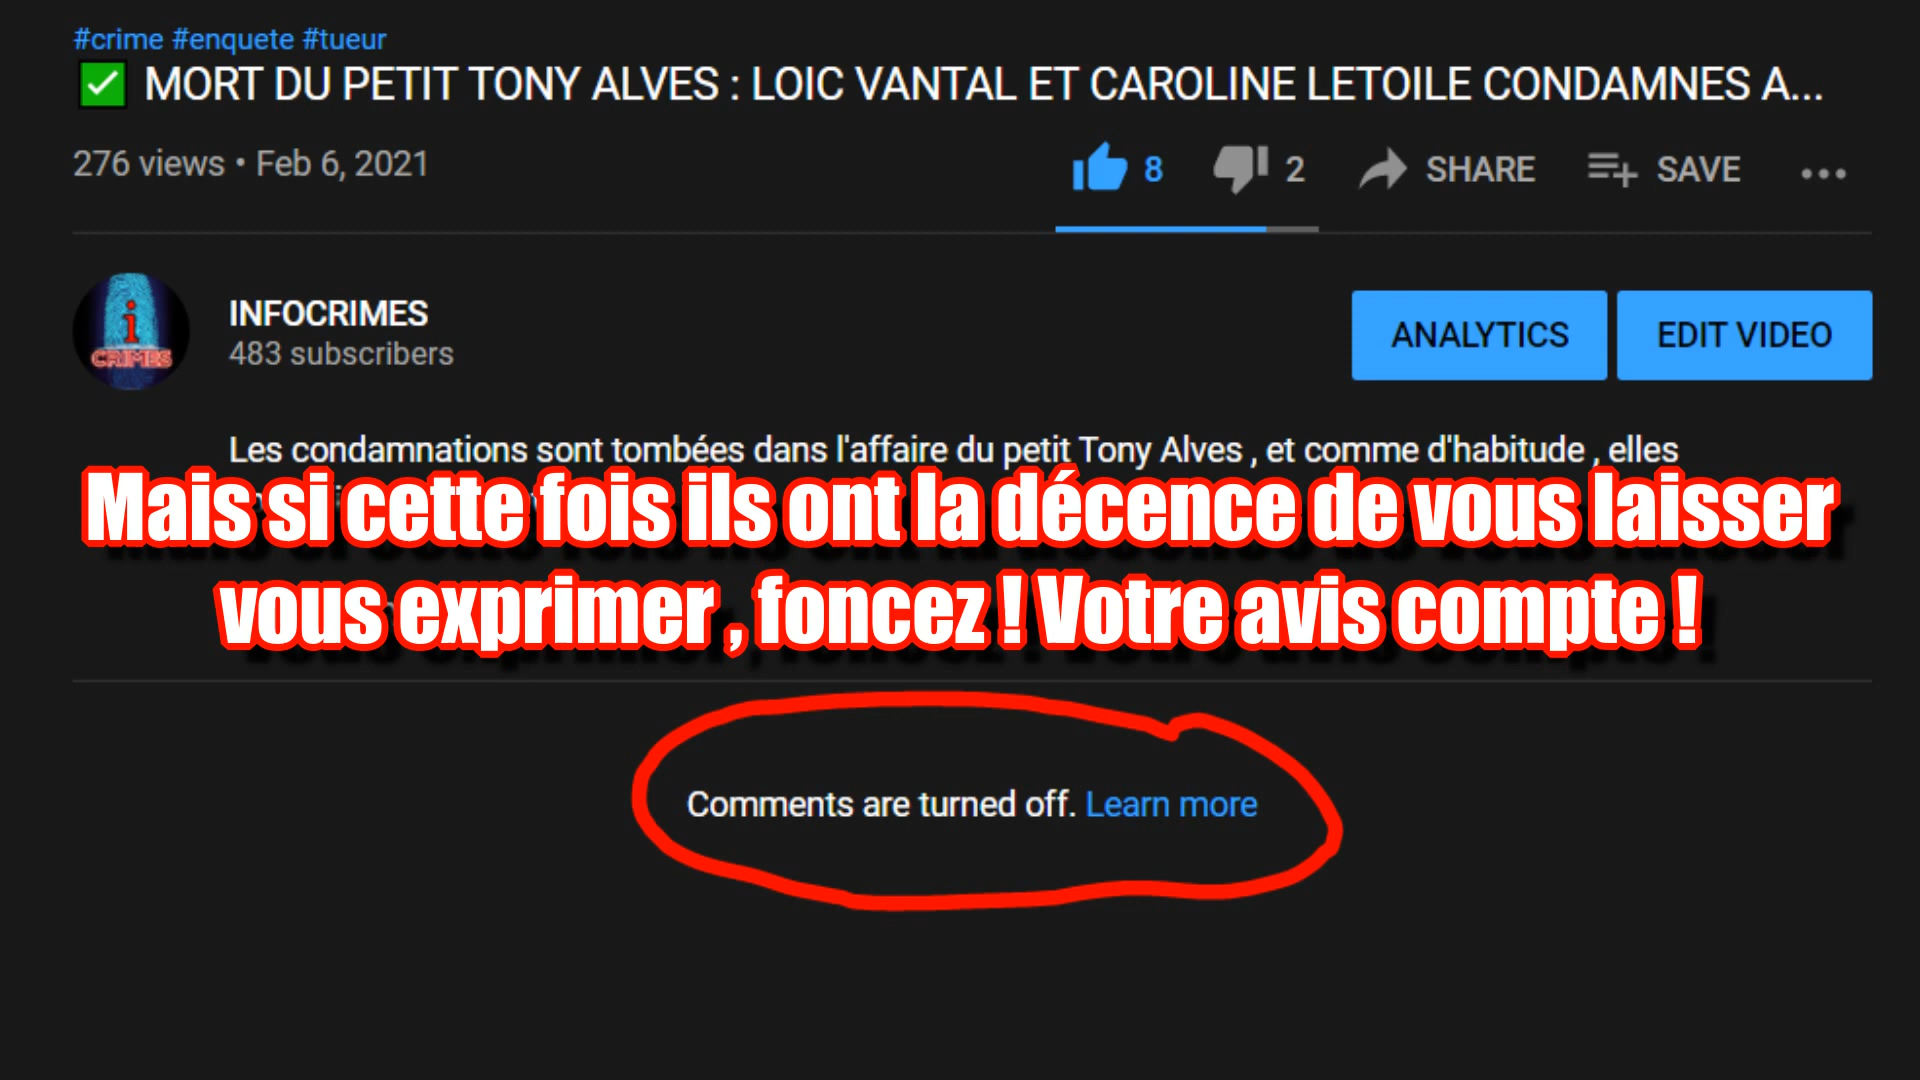 #crime #enquete #tueur
✅ MORT DU PETIT TONY ALVES : LOIC VANTAL ET CAROLINE LETOILE CONDAMNES A...
276 views • Feb 6, 2021
8 2 SHARE SAVE ...
i
CRIMES
INFOCRIMES
483 subscribers
ANALYTICS EDIT VIDEO
Les condamnations sont tombées dans l'affaire du petit Tony Alves , et comme d'habitude , elles
Mais si cette fois ils ont la décence de vous laisser
vous exprimer , foncez ! Votre avis compte !
Comments are turned off. Learn more